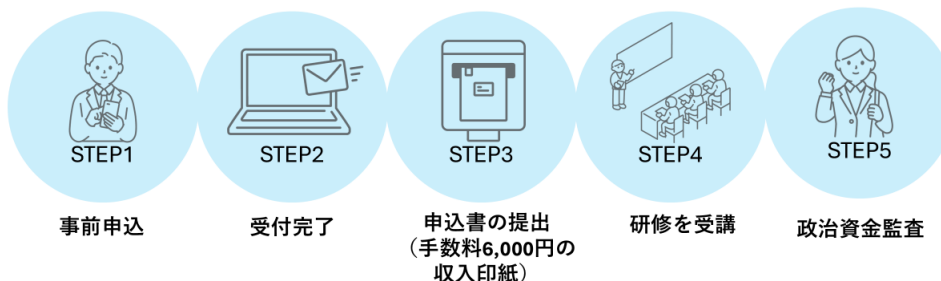 STEP1
STEP2
STEP3
STEP4
STEP5
事前申込
受付完了
申込書の提出
（手数料6,000円の
収入印紙）
研修を受講
政治資金監査